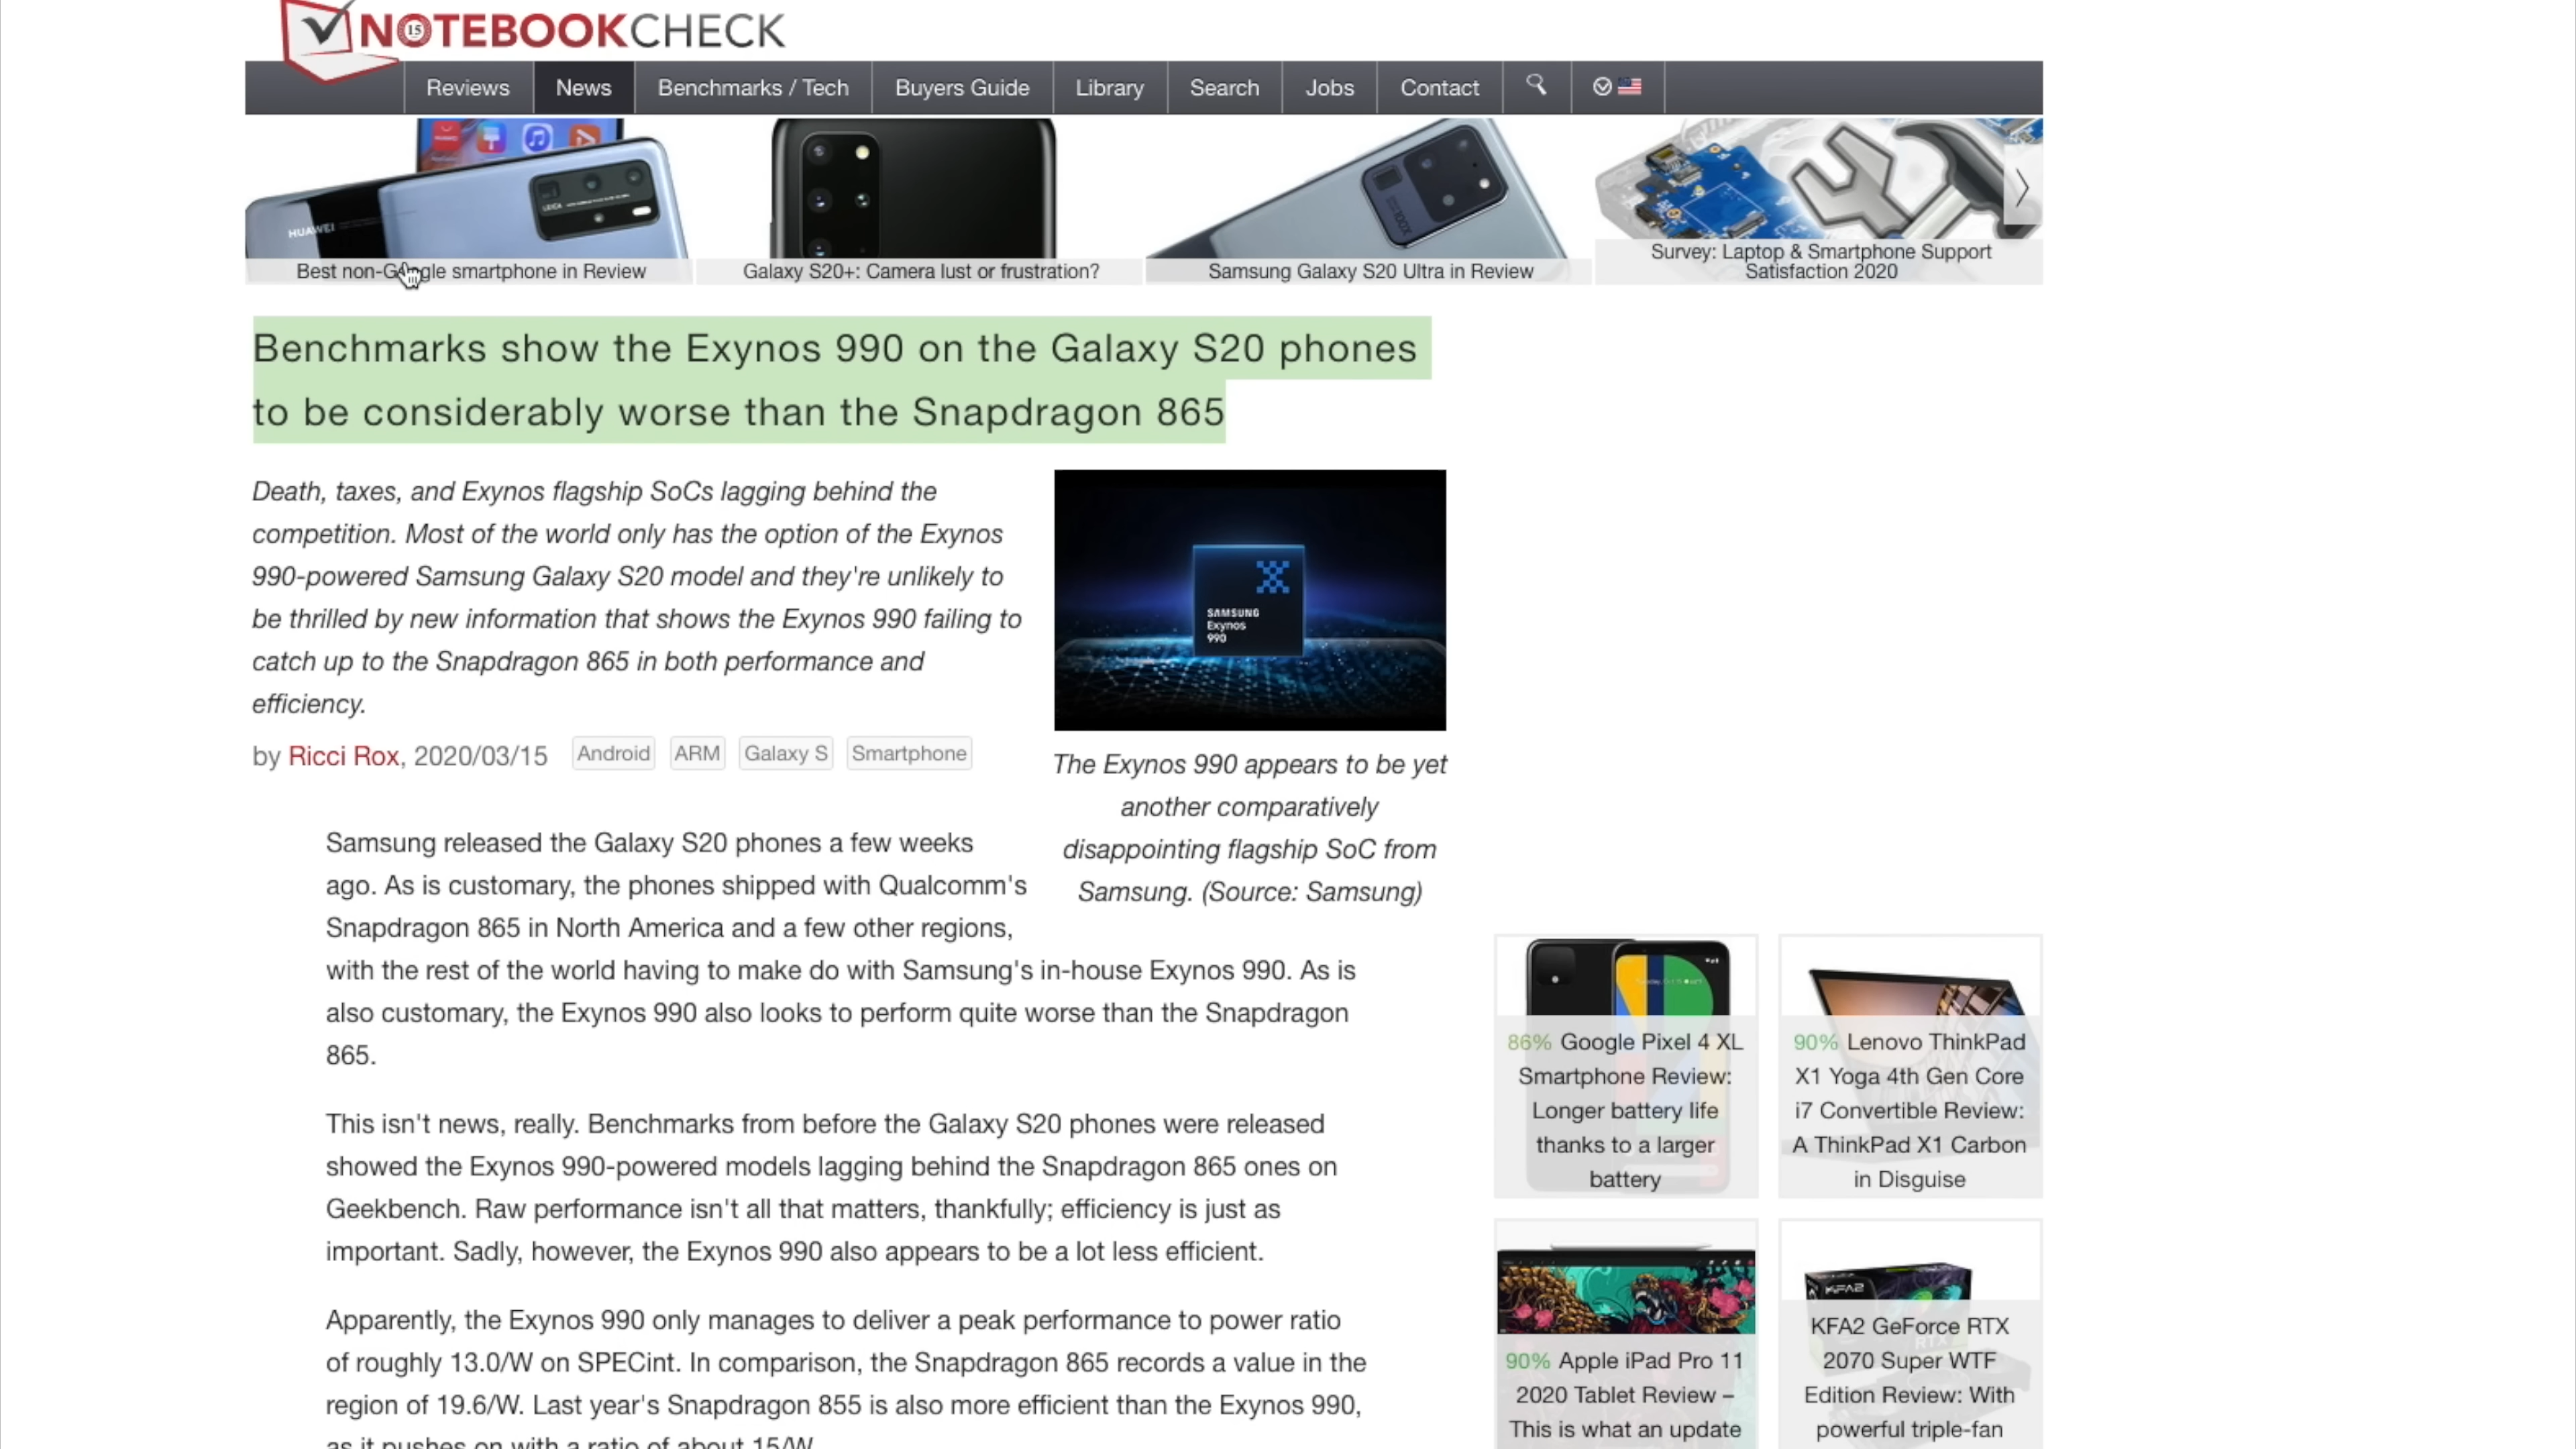 NOTEBOOKCHECK
15
Reviews
News
Benchmarks / Tech
Buyers Guide
Library
Search
Jobs
Contact
HUAWEI
LEICA
Best non-Google smartphone in Review
Galaxy S20+: Camera lust or frustration?
100X
Samsung Galaxy S20 Ultra in Review
Survey: Laptop & Smartphone Support
Satisfaction 2020
Benchmarks show the Exynos 990 on the Galaxy S20 phones
to be considerably worse than the Snapdragon 865
Death, taxes, and Exynos flagship SoCs lagging behind the
competition. Most of the world only has the option of the Exynos
990-powered Samsung Galaxy S20 model and they're unlikely to
be thrilled by new information that shows the Exynos 990 failing to
catch up to the Snapdragon 865 in both performance and
efficiency.
by Ricci Rox, 2020/03/15
Android
ARM
Galaxy S
Smartphone
SAMSUNG
Exynos
990
The Exynos 990 appears to be yet
another comparatively
disappointing flagship SoC from
Samsung. (Source: Samsung)
Samsung released the Galaxy S20 phones a few weeks
ago. As is customary, the phones shipped with Qualcomm's
Snapdragon 865 in North America and a few other regions,
with the rest of the world having to make do with Samsung's in-house Exynos 990. As is
also customary, the Exynos 990 also looks to perform quite worse than the Snapdragon
865.
This isn't news, really. Benchmarks from before the Galaxy S20 phones were released
showed the Exynos 990-powered models lagging behind the Snapdragon 865 ones on
Geekbench. Raw performance isn't all that matters, thankfully; efficiency is just as
important. Sadly, however, the Exynos 990 also appears to be a lot less efficient.
Apparently, the Exynos 990 only manages to deliver a peak performance to power ratio
of roughly 13.0/W on SPECint. In comparison, the Snapdragon 865 records a value in the
region of 19.6/W. Last year's Snapdragon 855 is also more efficient than the Exynos 990,
as it pushes on with a ratio of about 15/W
86% Google Pixel 4 XL
Smartphone Review:
Longer battery life
thanks to a larger
battery
90% Lenovo ThinkPad
X1 Yoga 4th Gen Core
i7 Convertible Review:
A ThinkPad X1 Carbon
in Disguise
90% Apple iPad Pro 11
2020 Tablet Review –
This is what an update
KFA2
KFA2 GeForce RTX
2070 Super WTF
Edition Review: With
powerful triple-fan